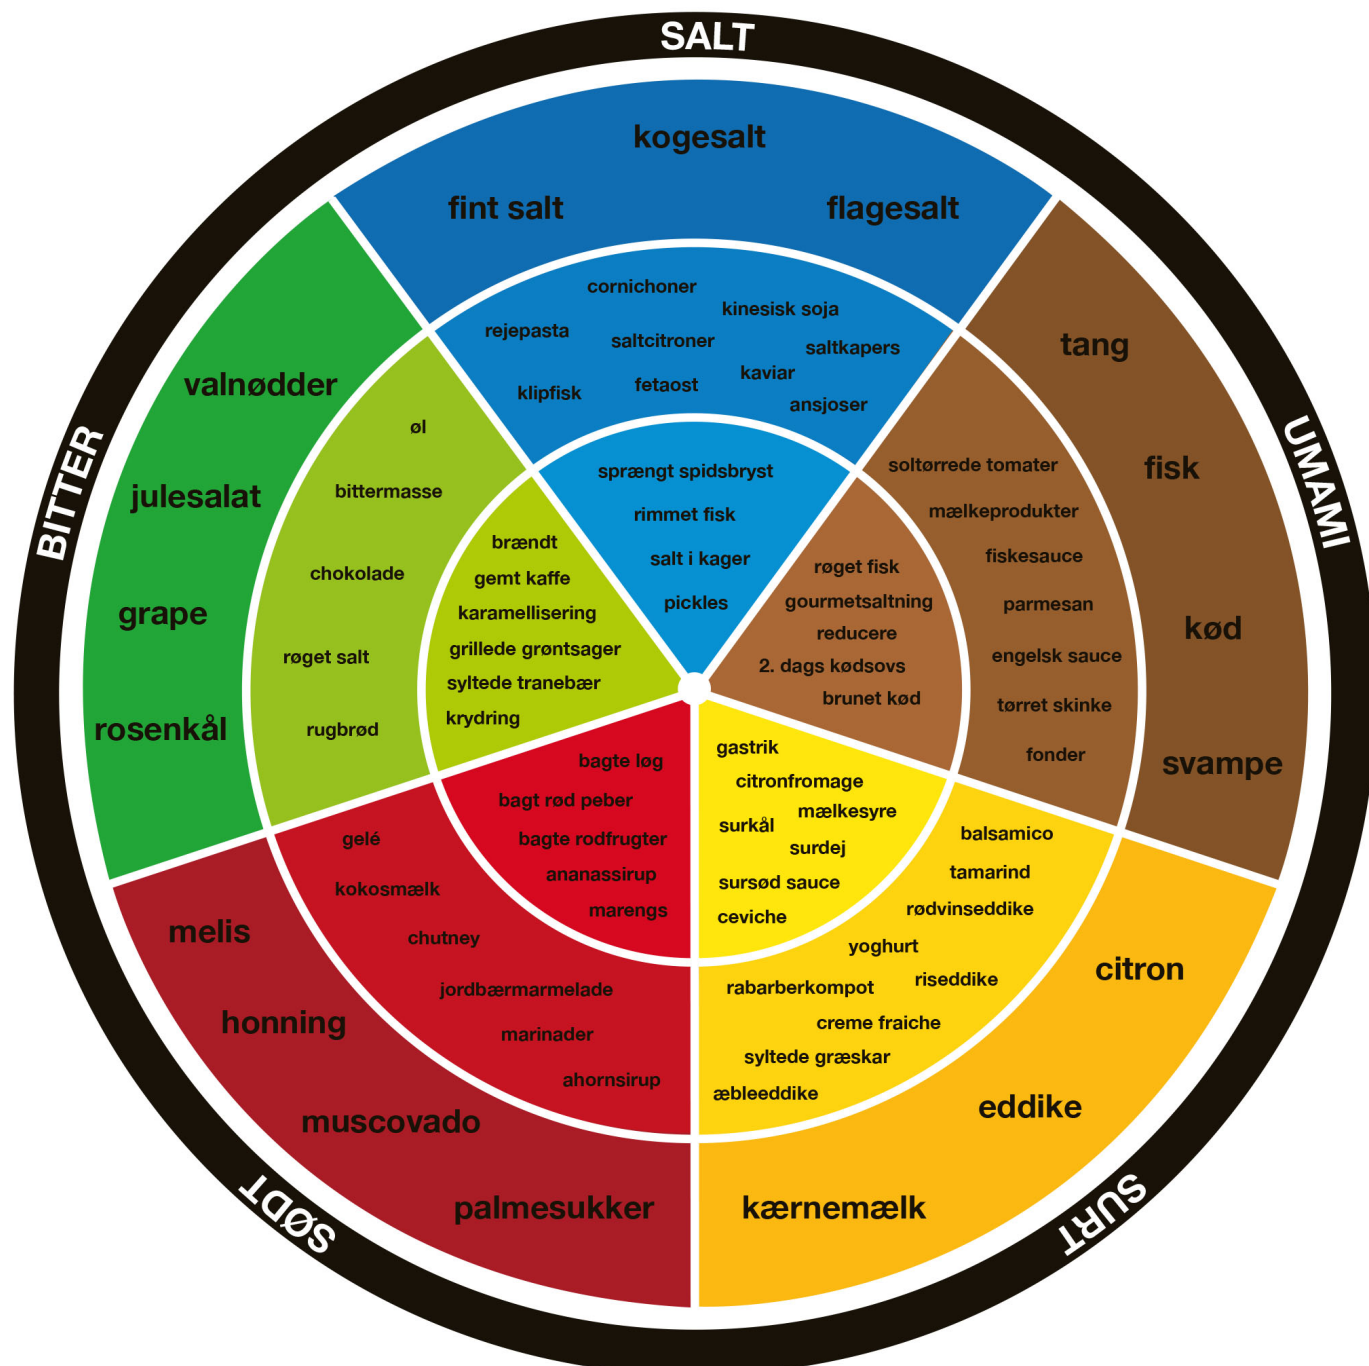 SALT
kogesalt
fint salt
flagesalt
cornichoner
kinesisk soja
rejepasta
saltcitroner
saltkapers
kaviar
klipfisk
fetaost
ansjoser
sprængt spidsbryst
rimmet fisk
salt i kager
pickles
UMAMI
tang
fisk
kød
svampe
soltørrede tomater
mælkeprodukter
fiskesauce
parmesan
engelsk sauce
tørret skinke
fonder
røget fisk
gourmetsaltning
reducere
2. dags kødsovs
brunet kød
SURT
citron
eddike
kærnemælk
balsamico
tamarind
rødvinseddike
yoghurt
riseddike
rabarberkompot
creme fraiche
syltede græskar
æbleeddike
gastrik
citronfromage
mælkesyre
surkål
surdej
sursød sauce
ceviche
SØDT
melis
honning
muscovado
palmesukker
gelé
kokosmælk
chutney
jordbærmarmelade
marinader
ahornsirup
bagte løg
bagt rød peber
bagte rodfrugter
ananassirup
marengs
BITTER
valnødder
julesalat
grape
rosenkål
øl
bittermasse
chokolade
røget salt
rugbrød
brændt
gemt kaffe
karamellisering
grillede grøntsager
syltede tranebær
krydring